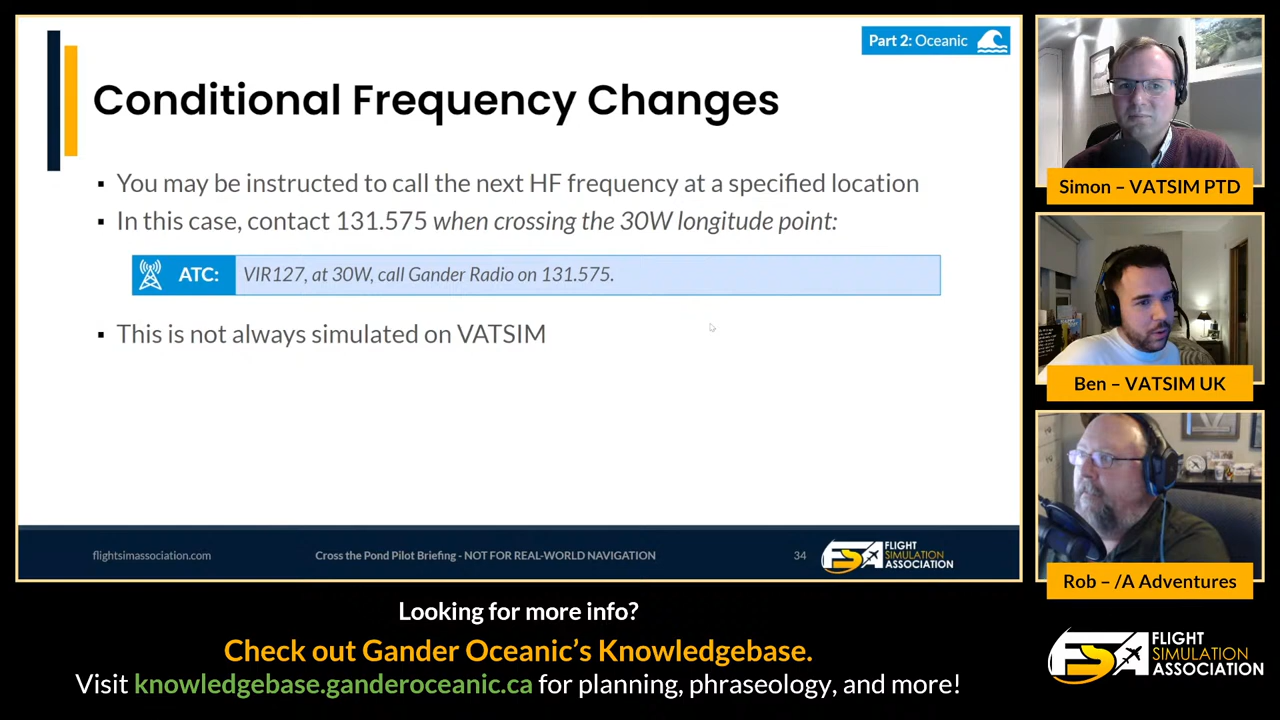 Part 2: Oceanic
Conditional Frequency Changes
▪ You may be instructed to call the next HF frequency at a specified location
▪ In this case, contact 131.575 when crossing the 30W longitude point:
ATC: VIR127, at 30W, call Gander Radio on 131.575.
▪ This is not always simulated on VATSIM
flightsimassociation.com
Cross the Pond Pilot Briefing - NOT FOR REAL-WORLD NAVIGATION
34
FSA FLIGHT
SIMULATION
ASSOCIATION
Simon – VATSIM PTD
Ben – VATSIM UK
Rob – /A Adventures
Looking for more info?
Check out Gander Oceanic’s Knowledgebase.
Visit knowledgebase.ganderoceanic.ca for planning, phraseology, and more!
FSA FLIGHT
SIMULATION
ASSOCIATION